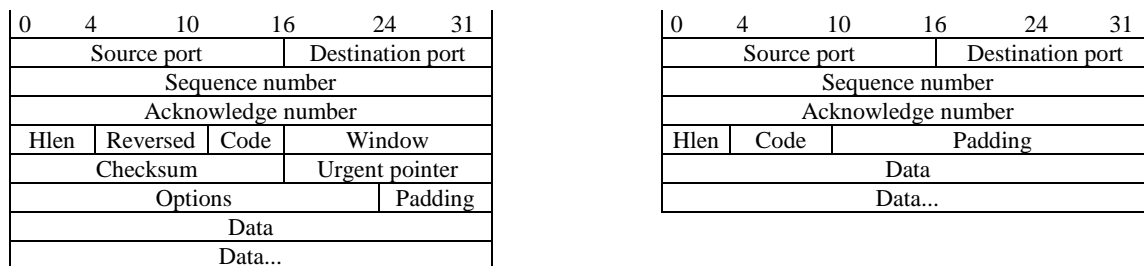 0 4 10 16 24 31
Source port Destination port
Sequence number
Acknowledge number
Hlen Reversed Code Window
Checksum Urgent pointer
Options Padding
Data
Data...
0 4 10 16 24 31
Source port Destination port
Sequence number
Acknowledge number
Hlen Code Padding
Data
Data...